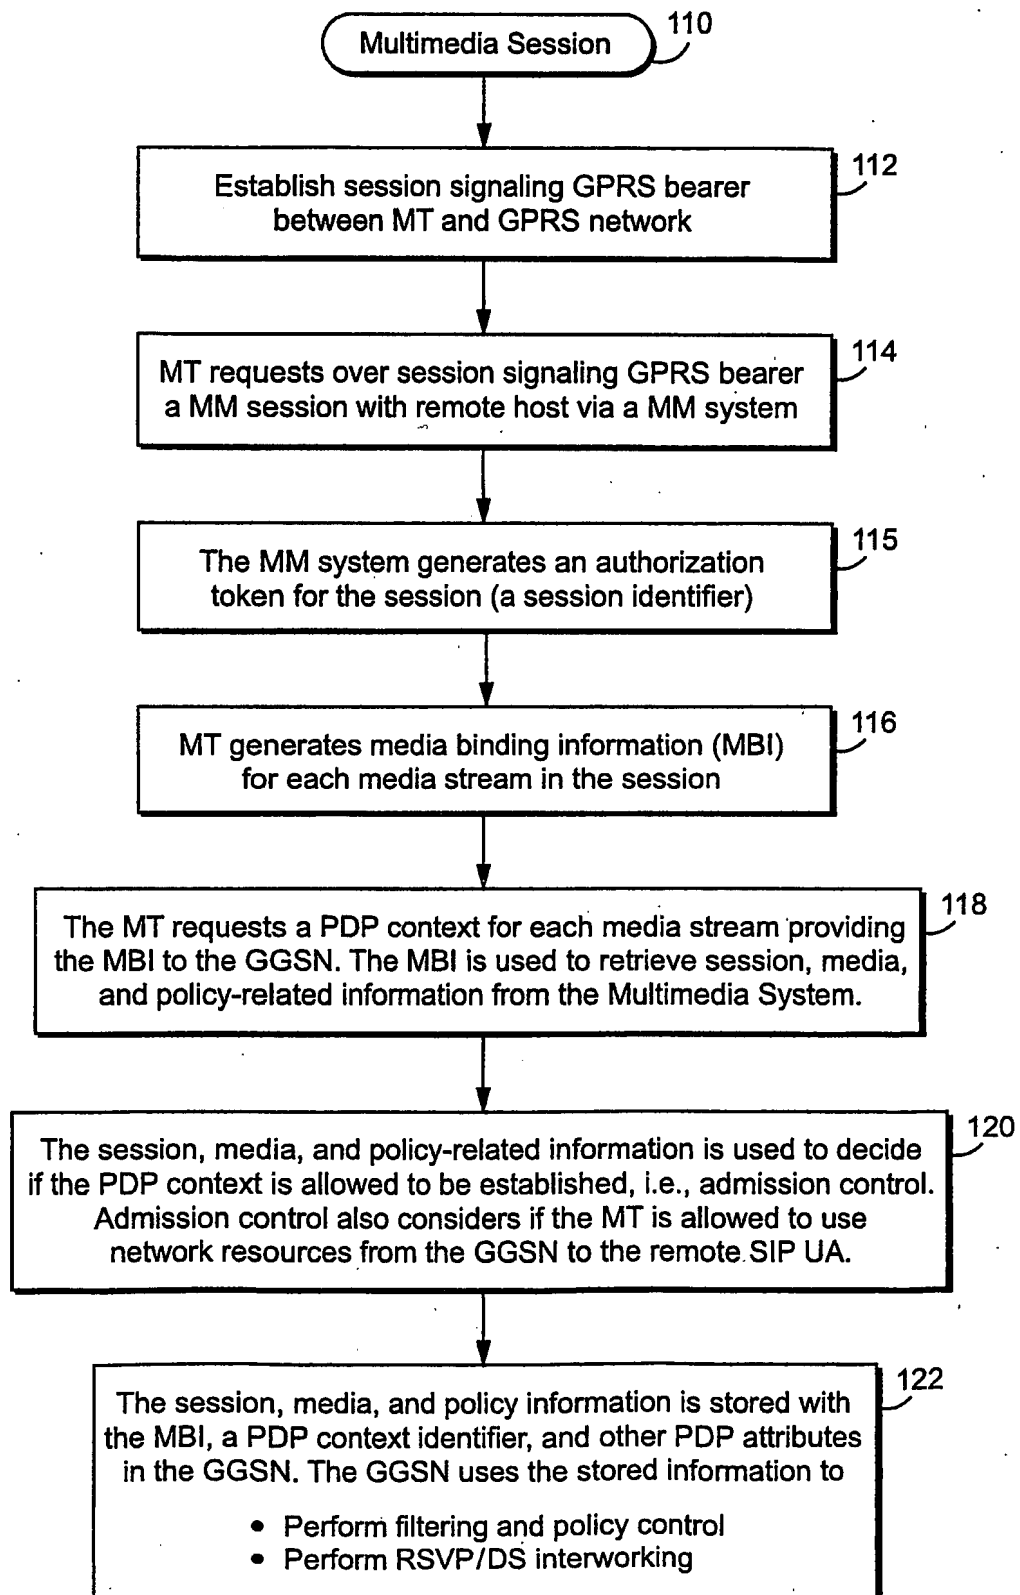 Multimedia Session
110
112
Establish session signaling GPRS bearer
between MT and GPRS network
114
MT requests over session signaling GPRS bearer
a MM session with remote host via a MM system
115
The MM system generates an authorization
token for the session (a session identifier)
116
MT generates media binding information (MBI)
for each media stream in the session
118
The MT requests a PDP context for each media stream providing
the MBI to the GGSN. The MBI is used to retrieve session, media,
and policy-related information from the Multimedia System.
120
The session, media, and policy-related information is used to decide
if the PDP context is allowed to be established, i.e., admission control.
Admission control also considers if the MT is allowed to use
network resources from the GGSN to the remote SIP UA.
122
The session, media, and policy information is stored with
the MBI, a PDP context identifier, and other PDP attributes
in the GGSN. The GGSN uses the stored information to
• Perform filtering and policy control
• Perform RSVP/DS interworking